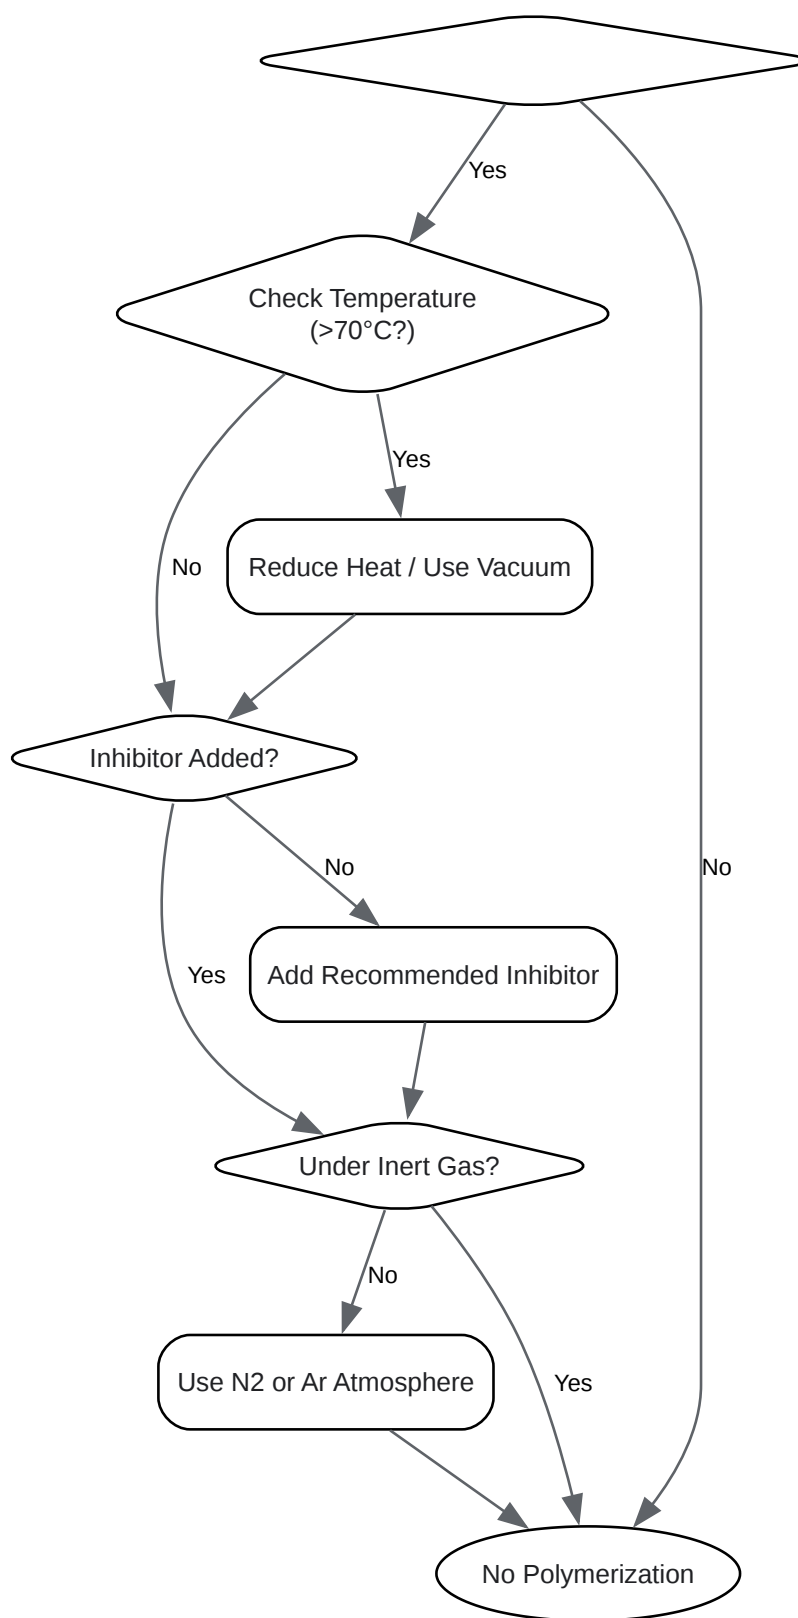 Yes
Check Temperature
(>70°C?)
Yes
No
Reduce Heat / Use Vacuum
Inhibitor Added?
No
No
Yes
Add Recommended Inhibitor
Under Inert Gas?
No
Use N2 or Ar Atmosphere
Yes
No Polymerization